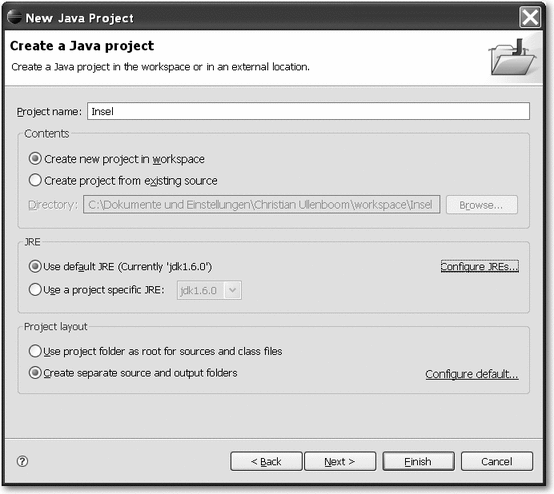 New Java Project
Create a Java project
Create a Java project in the workspace or in an external location.
Project name: Insel
Contents
Create new project in workspace
Create project from existing source
Directory: C:\Dokumente und Einstellungen\Christian Ullenboom\workspace\Insel Browse...
JRE
Use default JRE (Currently 'jdk1.6.0') Configure JREs...
Use a project specific JRE: jdk1.6.0
Project layout
Use project folder as root for sources and class files
Create separate source and output folders Configure default...
? < Back Next > Finish Cancel